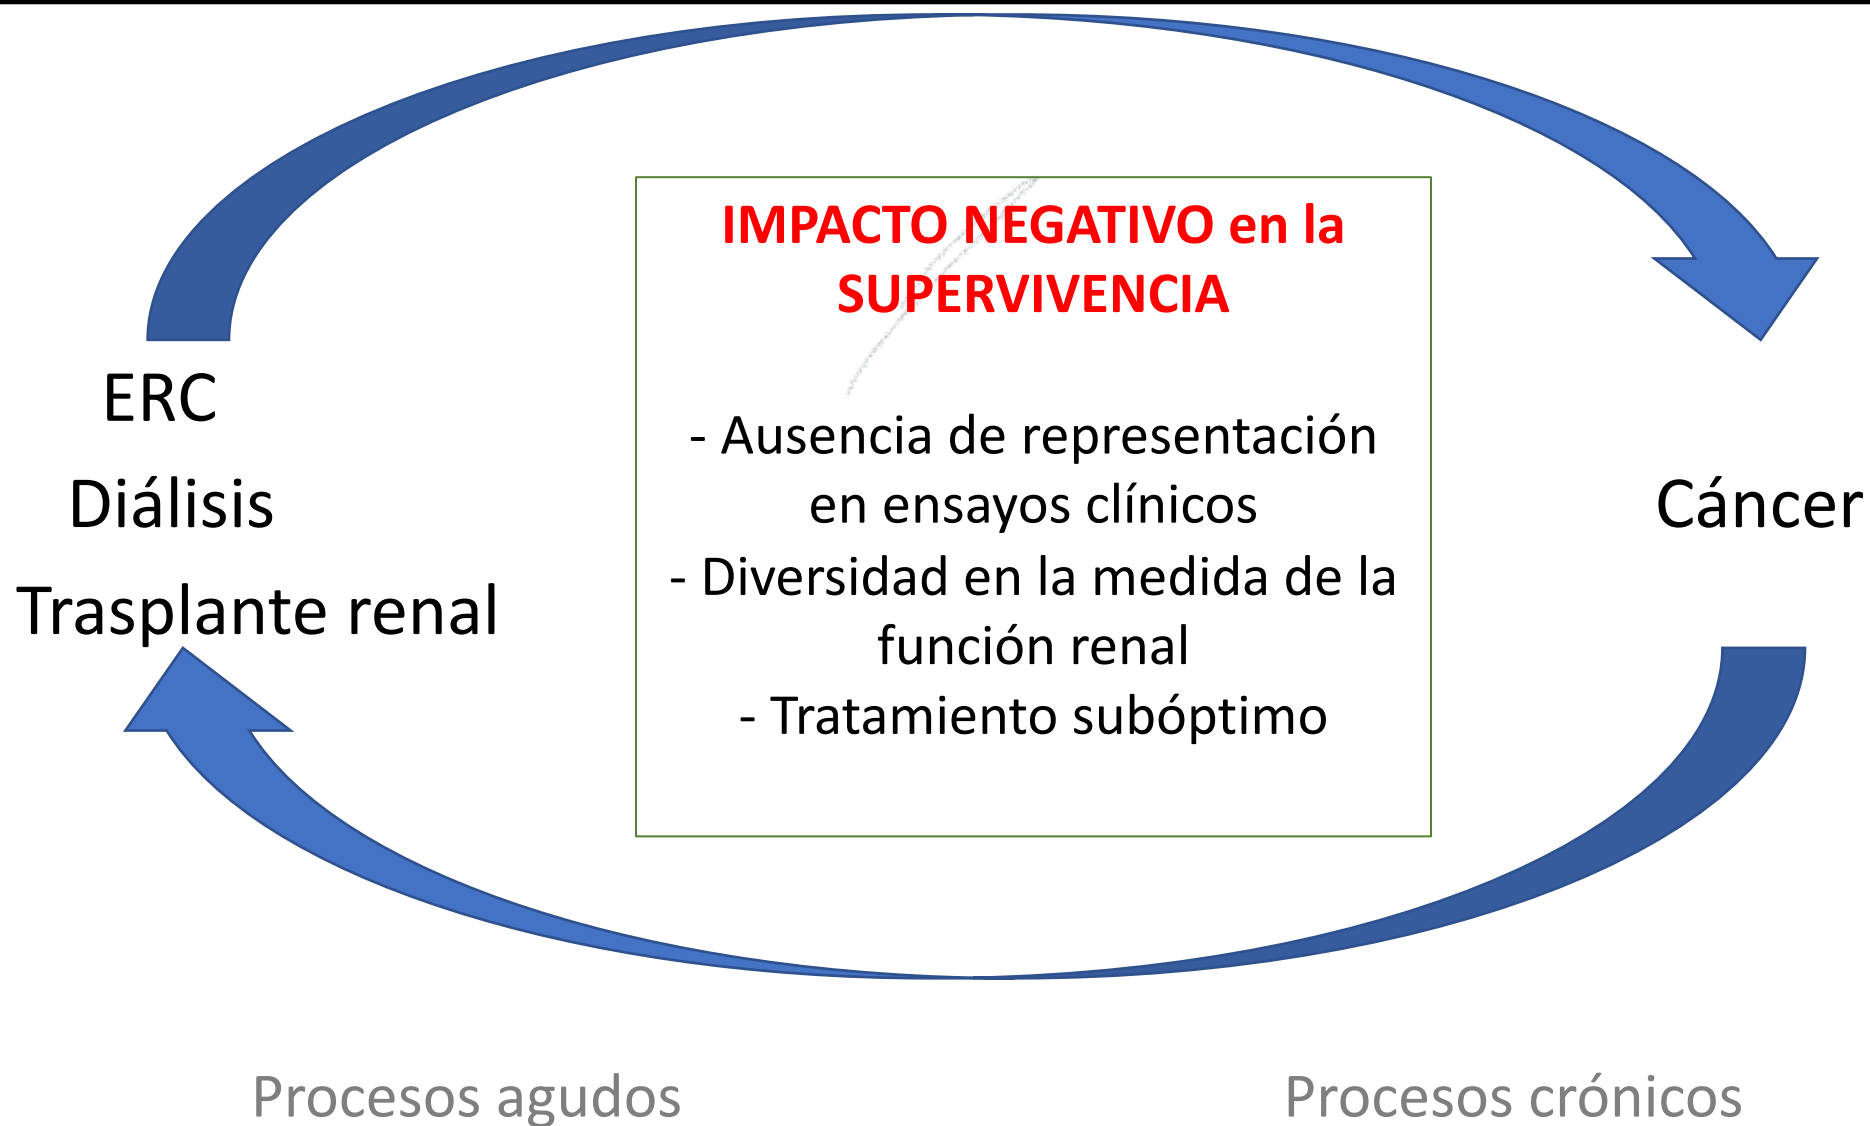 IMPACTO NEGATIVO en la
SUPERVIVENCIA
ERC
Diálisis
Trasplante renal
- Ausencia de representación
en ensayos clínicos
- Diversidad en la medida de la
función renal
- Tratamiento subóptimo
Cáncer
Procesos agudos
Procesos crónicos